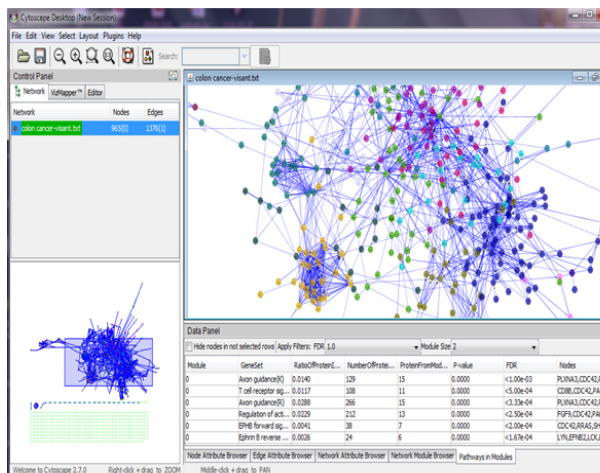 Cytoscape Desktop (New Session)
File Edit View Select Layout Plugins Help
Search:
Control Panel
Network VizMapper™ Editor
Network Nodes Edges
colon cancer-visant.txt 965(0) 1376(1)
colon cancer-visant.txt
Data Panel
Hide nodes in not selected rows Apply Filters: FDR 1.0 Module Size 2
Module GeneSet RatioOfProteinI... NumberOfProtei... ProteinFromMod... P-value FDR Nodes
0 Axon guidance(K) 0.0140 129 15 0.0000 <1.00e-03 PLXNA3,CDC42,R
0 T cell receptor sig... 0.0117 108 11 0.0000 <5.00e-04 CD8B,CDC42,PA
0 Axon guidance(R) 0.0288 266 15 0.0000 <3.33e-04 PLXNA3,CDC42,R
0 Regulation of acti... 0.0229 212 13 0.0000 <2.50e-04 FGF9,CDC42,PA
0 EPHB forward sig... 0.0041 38 7 0.0000 <2.00e-04 CDC42,RRAS,SH
0 Ephrin B reverse ... 0.0026 24 6 0.0000 <1.67e-04 LYN,EFNB2,LCK,
Node Attribute Browser Edge Attribute Browser Network Attribute Browser Network Module Browser Pathways in Modules
Welcome to Cytoscape 2.7.0 Right-click + drag to ZOOM Middle-click + drag to PAN